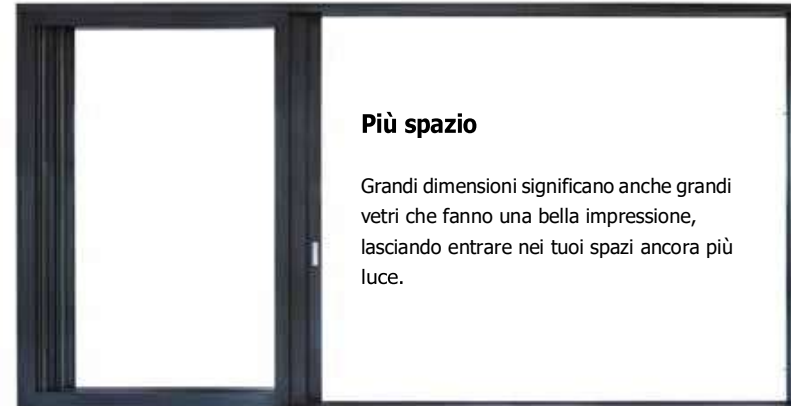 Più spazio
Grandi dimensioni significano anche grandi
vetri che fanno una bella impressione,
lasciando entrare nei tuoi spazi ancora più
luce.